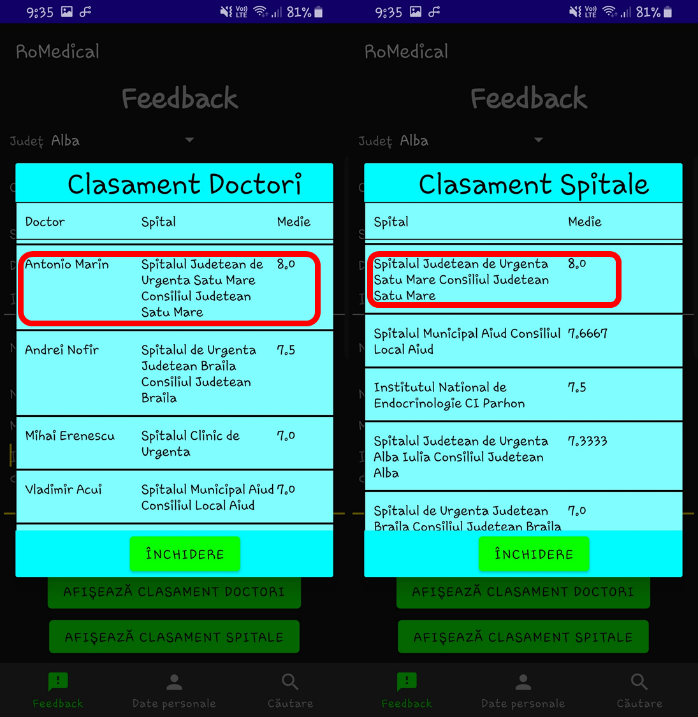 9:35 81%
RoMedical
Feedback
Județ Alba
Clasament Doctori
Doctor Spital Medie
Antonio Marin Spitalul Judetean de 8.0
Urgenta Satu Mare
Consiliul Judetean
Satu Mare
Andrei Nofir Spitalul de Urgenta 7.5
Judetean Braila
Consiliul Judetean
Braila
Mihai Erenescu Spitalul Clinic de 7.0
Urgenta
Vladimir Acui Spitalul Municipal Aiud 7.0
Consiliul Local Aiud
ÎNCHIDERE
AFIȘEAZĂ CLASAMENT DOCTORI
AFIȘEAZĂ CLASAMENT SPITALE
Feedback Date personale Căutare
9:35 81%
RoMedical
Feedback
Județ Alba
Clasament Spitale
Spital Medie
Spitalul Judetean de Urgenta 8.0
Satu Mare Consiliul Judetean
Satu Mare
Spitalul Municipal Aiud Consiliul 7.6667
Local Aiud
Institutul National de 7.5
Endocrinologie CI Parhon
Spitalul Judetean de Urgenta 7.3333
Alba Iulia Consiliul Judetean
Alba
Spitalul de Urgenta Judetean 7.0
Braila Consiliul Judetean Braila
ÎNCHIDERE
AFIȘEAZĂ CLASAMENT DOCTORI
AFIȘEAZĂ CLASAMENT SPITALE
Feedback Date personale Căutare